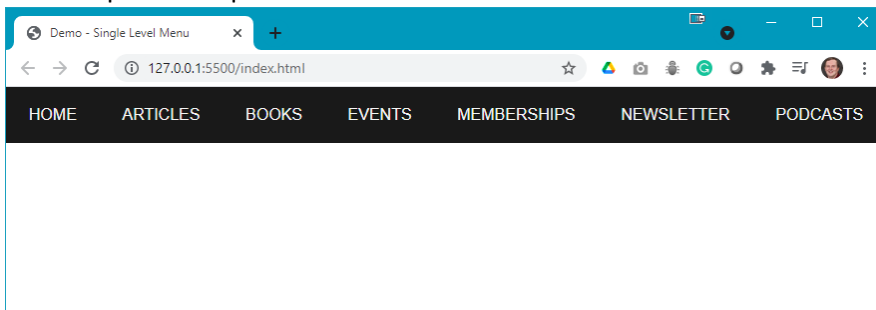 Demo - Single Level Menu
127.0.0.1:5500/index.html
HOME ARTICLES BOOKS EVENTS MEMBERSHIPS NEWSLETTER PODCASTS